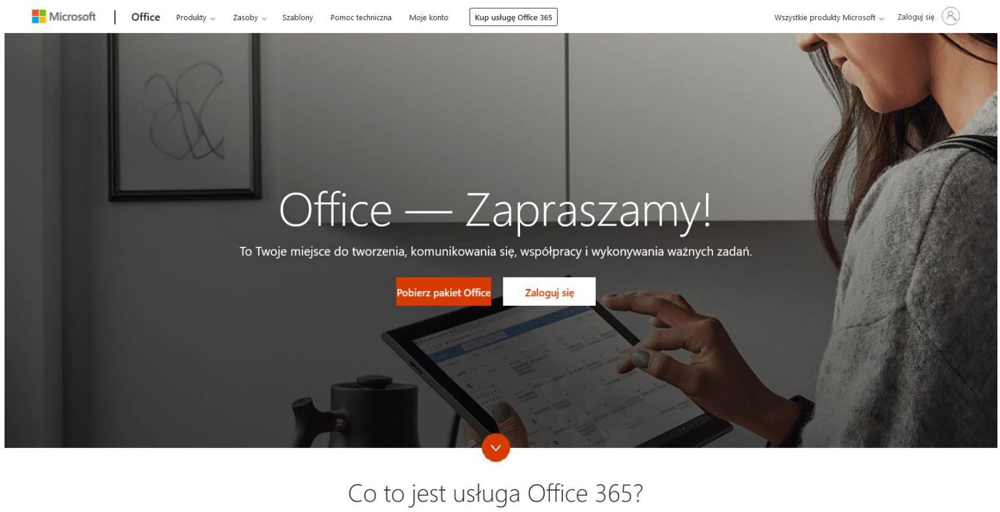 Microsoft
Office
Produkty
Zasoby
Szablony
Pomoc techniczna
Moje konto
Kup usługę Office 365
Wszystkie produkty Microsoft
Zaloguj się
Office — Zapraszamy!
To Twoje miejsce do tworzenia, komunikowania się, współpracy i wykonywania ważnych zadań.
Pobierz pakiet Office
Zaloguj się
Co to jest usługa Office 365?